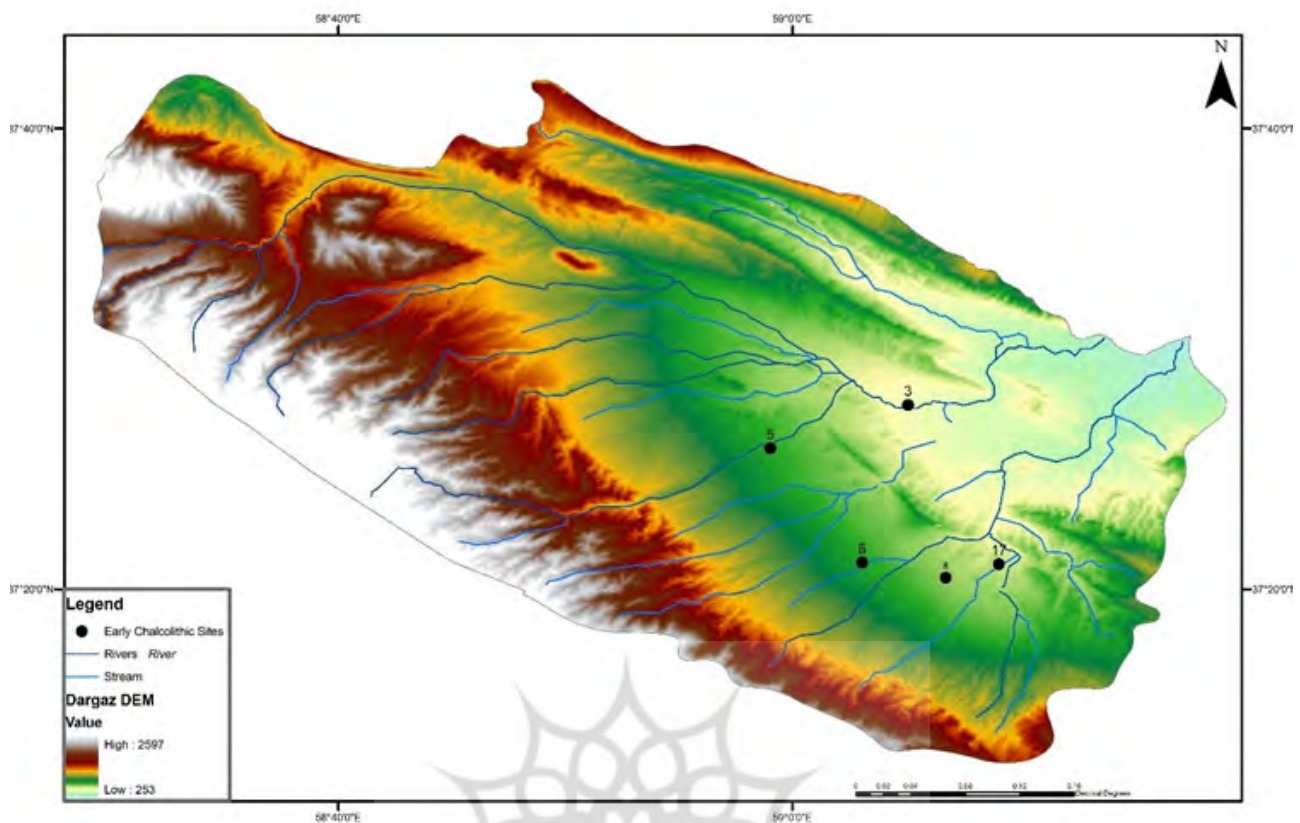 58°40'0"E
59°0'0"E
N
37°40'0"N
37°40'0"N
3
5
5
8
17
37°20'0"N
37°20'0"N
Legend
Early Chalcolithic Sites
Rivers River
Stream
Dargaz DEM
Value
High : 2597
Low : 253
Decimal Degrees
58°40'0"E
59°0'0"E